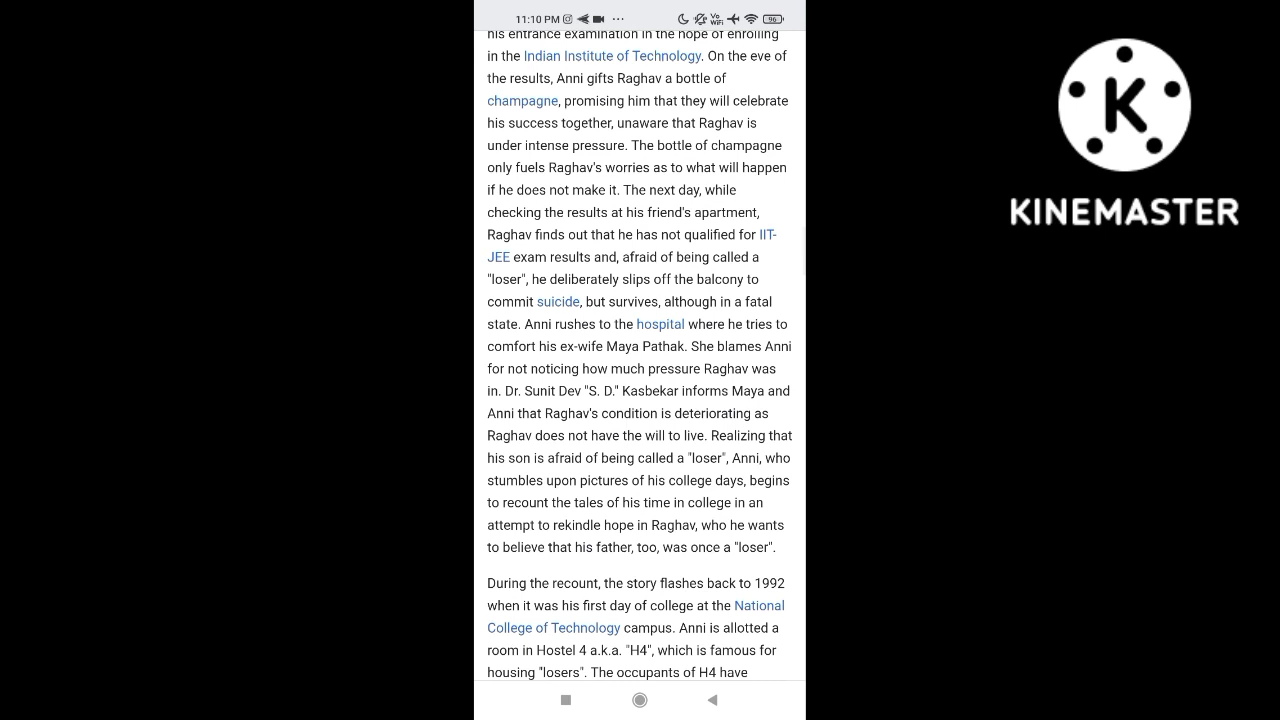 11:10 PM
Vo
WiFi
96
KINEMASTER
his entrance examination in the hope of enrolling
in the Indian Institute of Technology. On the eve of
the results, Anni gifts Raghav a bottle of
champagne, promising him that they will celebrate
his success together, unaware that Raghav is
under intense pressure. The bottle of champagne
only fuels Raghav's worries as to what will happen
if he does not make it. The next day, while
checking the results at his friend's apartment,
Raghav finds out that he has not qualified for IIT-
JEE exam results and, afraid of being called a
"loser", he deliberately slips off the balcony to
commit suicide, but survives, although in a fatal
state. Anni rushes to the hospital where he tries to
comfort his ex-wife Maya Pathak. She blames Anni
for not noticing how much pressure Raghav was
in. Dr. Sunit Dev "S. D." Kasbekar informs Maya and
Anni that Raghav's condition is deteriorating as
Raghav does not have the will to live. Realizing that
his son is afraid of being called a "loser", Anni, who
stumbles upon pictures of his college days, begins
to recount the tales of his time in college in an
attempt to rekindle hope in Raghav, who he wants
to believe that his father, too, was once a "loser".
During the recount, the story flashes back to 1992
when it was his first day of college at the National
College of Technology campus. Anni is allotted a
room in Hostel 4 a.k.a. "H4", which is famous for
housing "losers". The occupants of H4 have